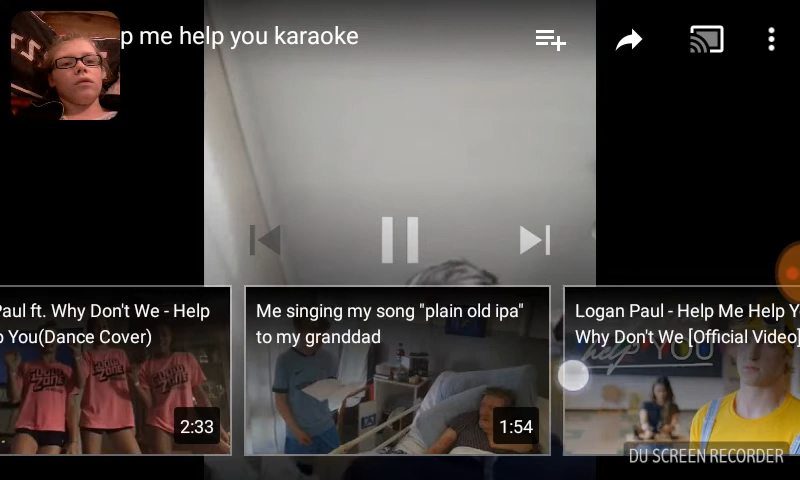 p me help you karaoke
Paul ft. Why Don't We - Help
p You(Dance Cover)
2:33
Me singing my song "plain old ipa"
to my granddad
1:54
Logan Paul - Help Me Help Y
Why Don't We [Official Video]
help YOU
DU SCREEN RECORDER